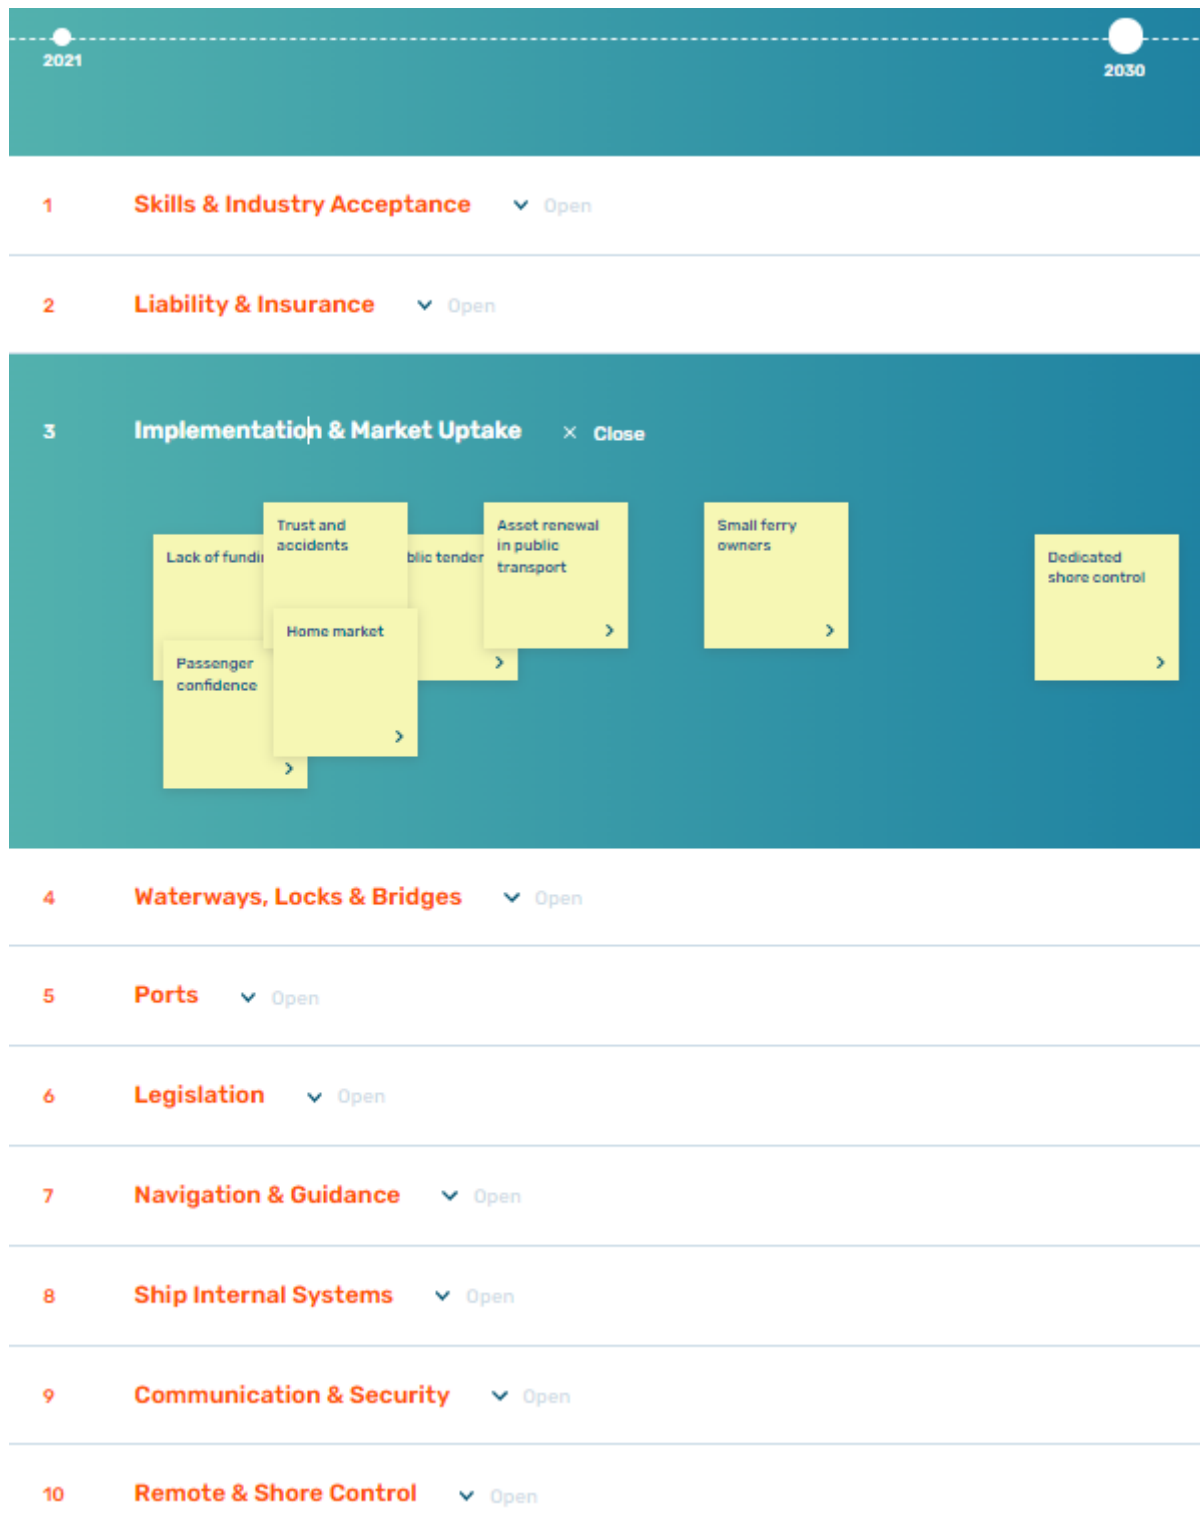 2021
2030
1 Skills & Industry Acceptance Open
2 Liability & Insurance Open
3 Implementation & Market Uptake × Close
Lack of
Trust and
accidents
tender
Asset renewal
in public
transport
Small ferry
owners
Dedicated
shore control
Passenger
confidence
Home market
4 Waterways, Locks & Bridges Open
5 Ports Open
6 Legislation Open
7 Navigation & Guidance Open
8 Ship Internal Systems Open
9 Communication & Security Open
10 Remote & Shore Control Open